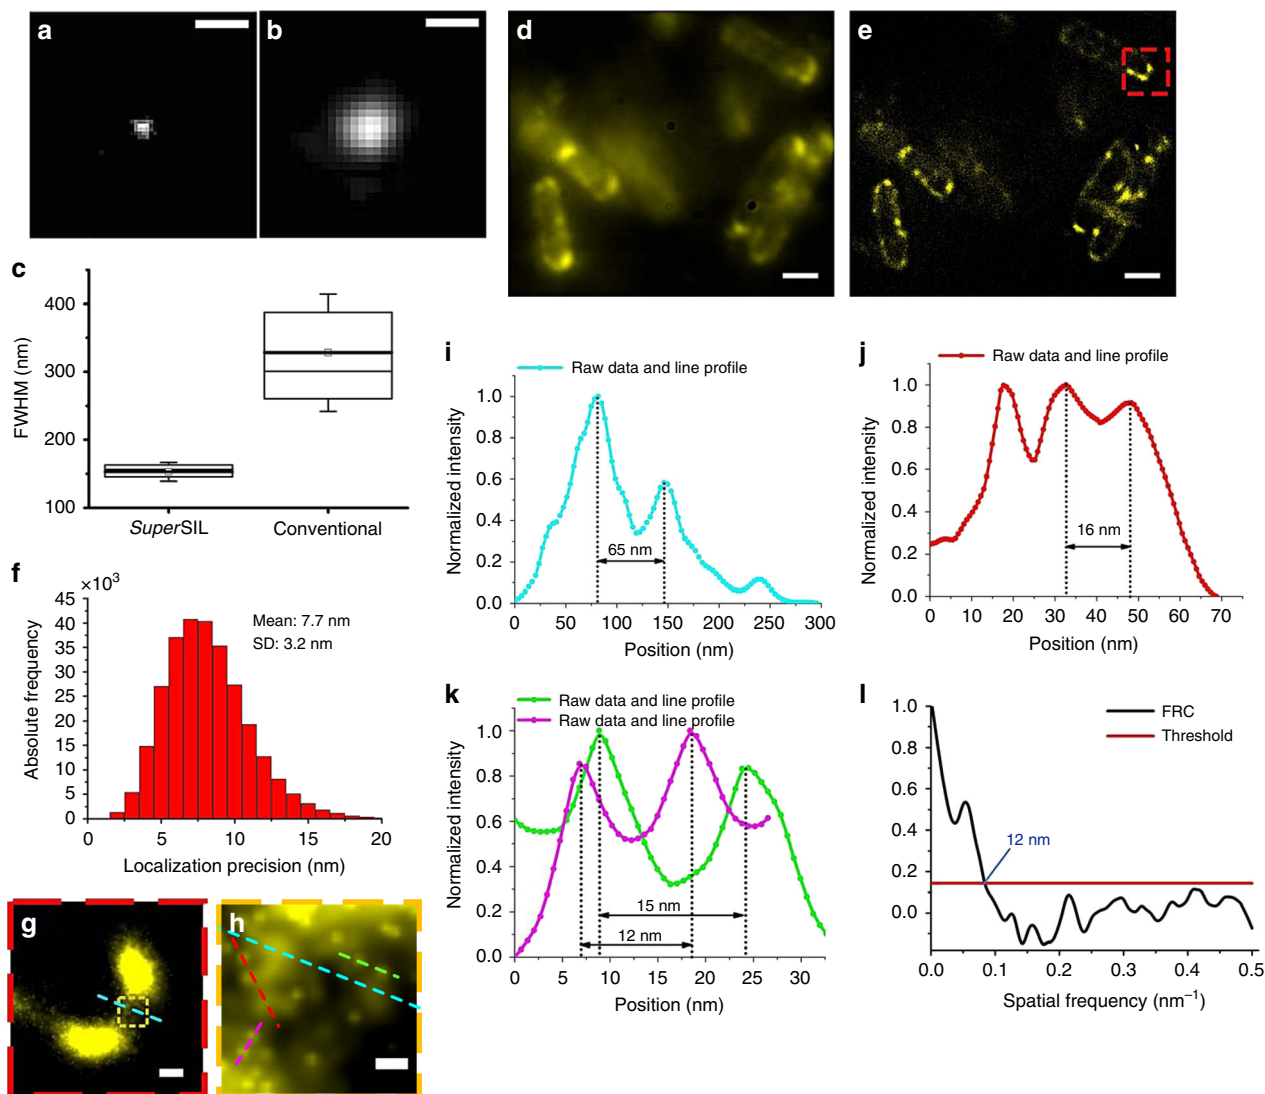 a
b
d
e
c
400
300
200
100
FWHM (nm)
SuperSIL
Conventional
i
Raw data and line profile
1.0
0.8
0.6
0.4
0.2
0.0
Normalized intensity
65 nm
0
50
100
150
200
250
300
Position (nm)
j
Raw data and line profile
1.0
0.8
0.6
0.4
0.2
0.0
Normalized intensity
16 nm
0
10
20
30
40
50
60
70
Position (nm)
f
×10³
45
40
35
30
25
20
15
10
5
0
Absolute frequency
Mean: 7.7 nm
SD: 3.2 nm
0
5
10
15
20
Localization precision (nm)
k
Raw data and line profile
Raw data and line profile
1.0
0.8
0.6
0.4
0.2
0.0
Normalized intensity
15 nm
12 nm
0
5
10
15
20
25
30
Position (nm)
l
FRC
Threshold
1.0
0.8
0.6
0.4
0.2
0.0
12 nm
0.0
0.1
0.2
0.3
0.4
0.5
Spatial frequency (nm⁻¹)
g
h